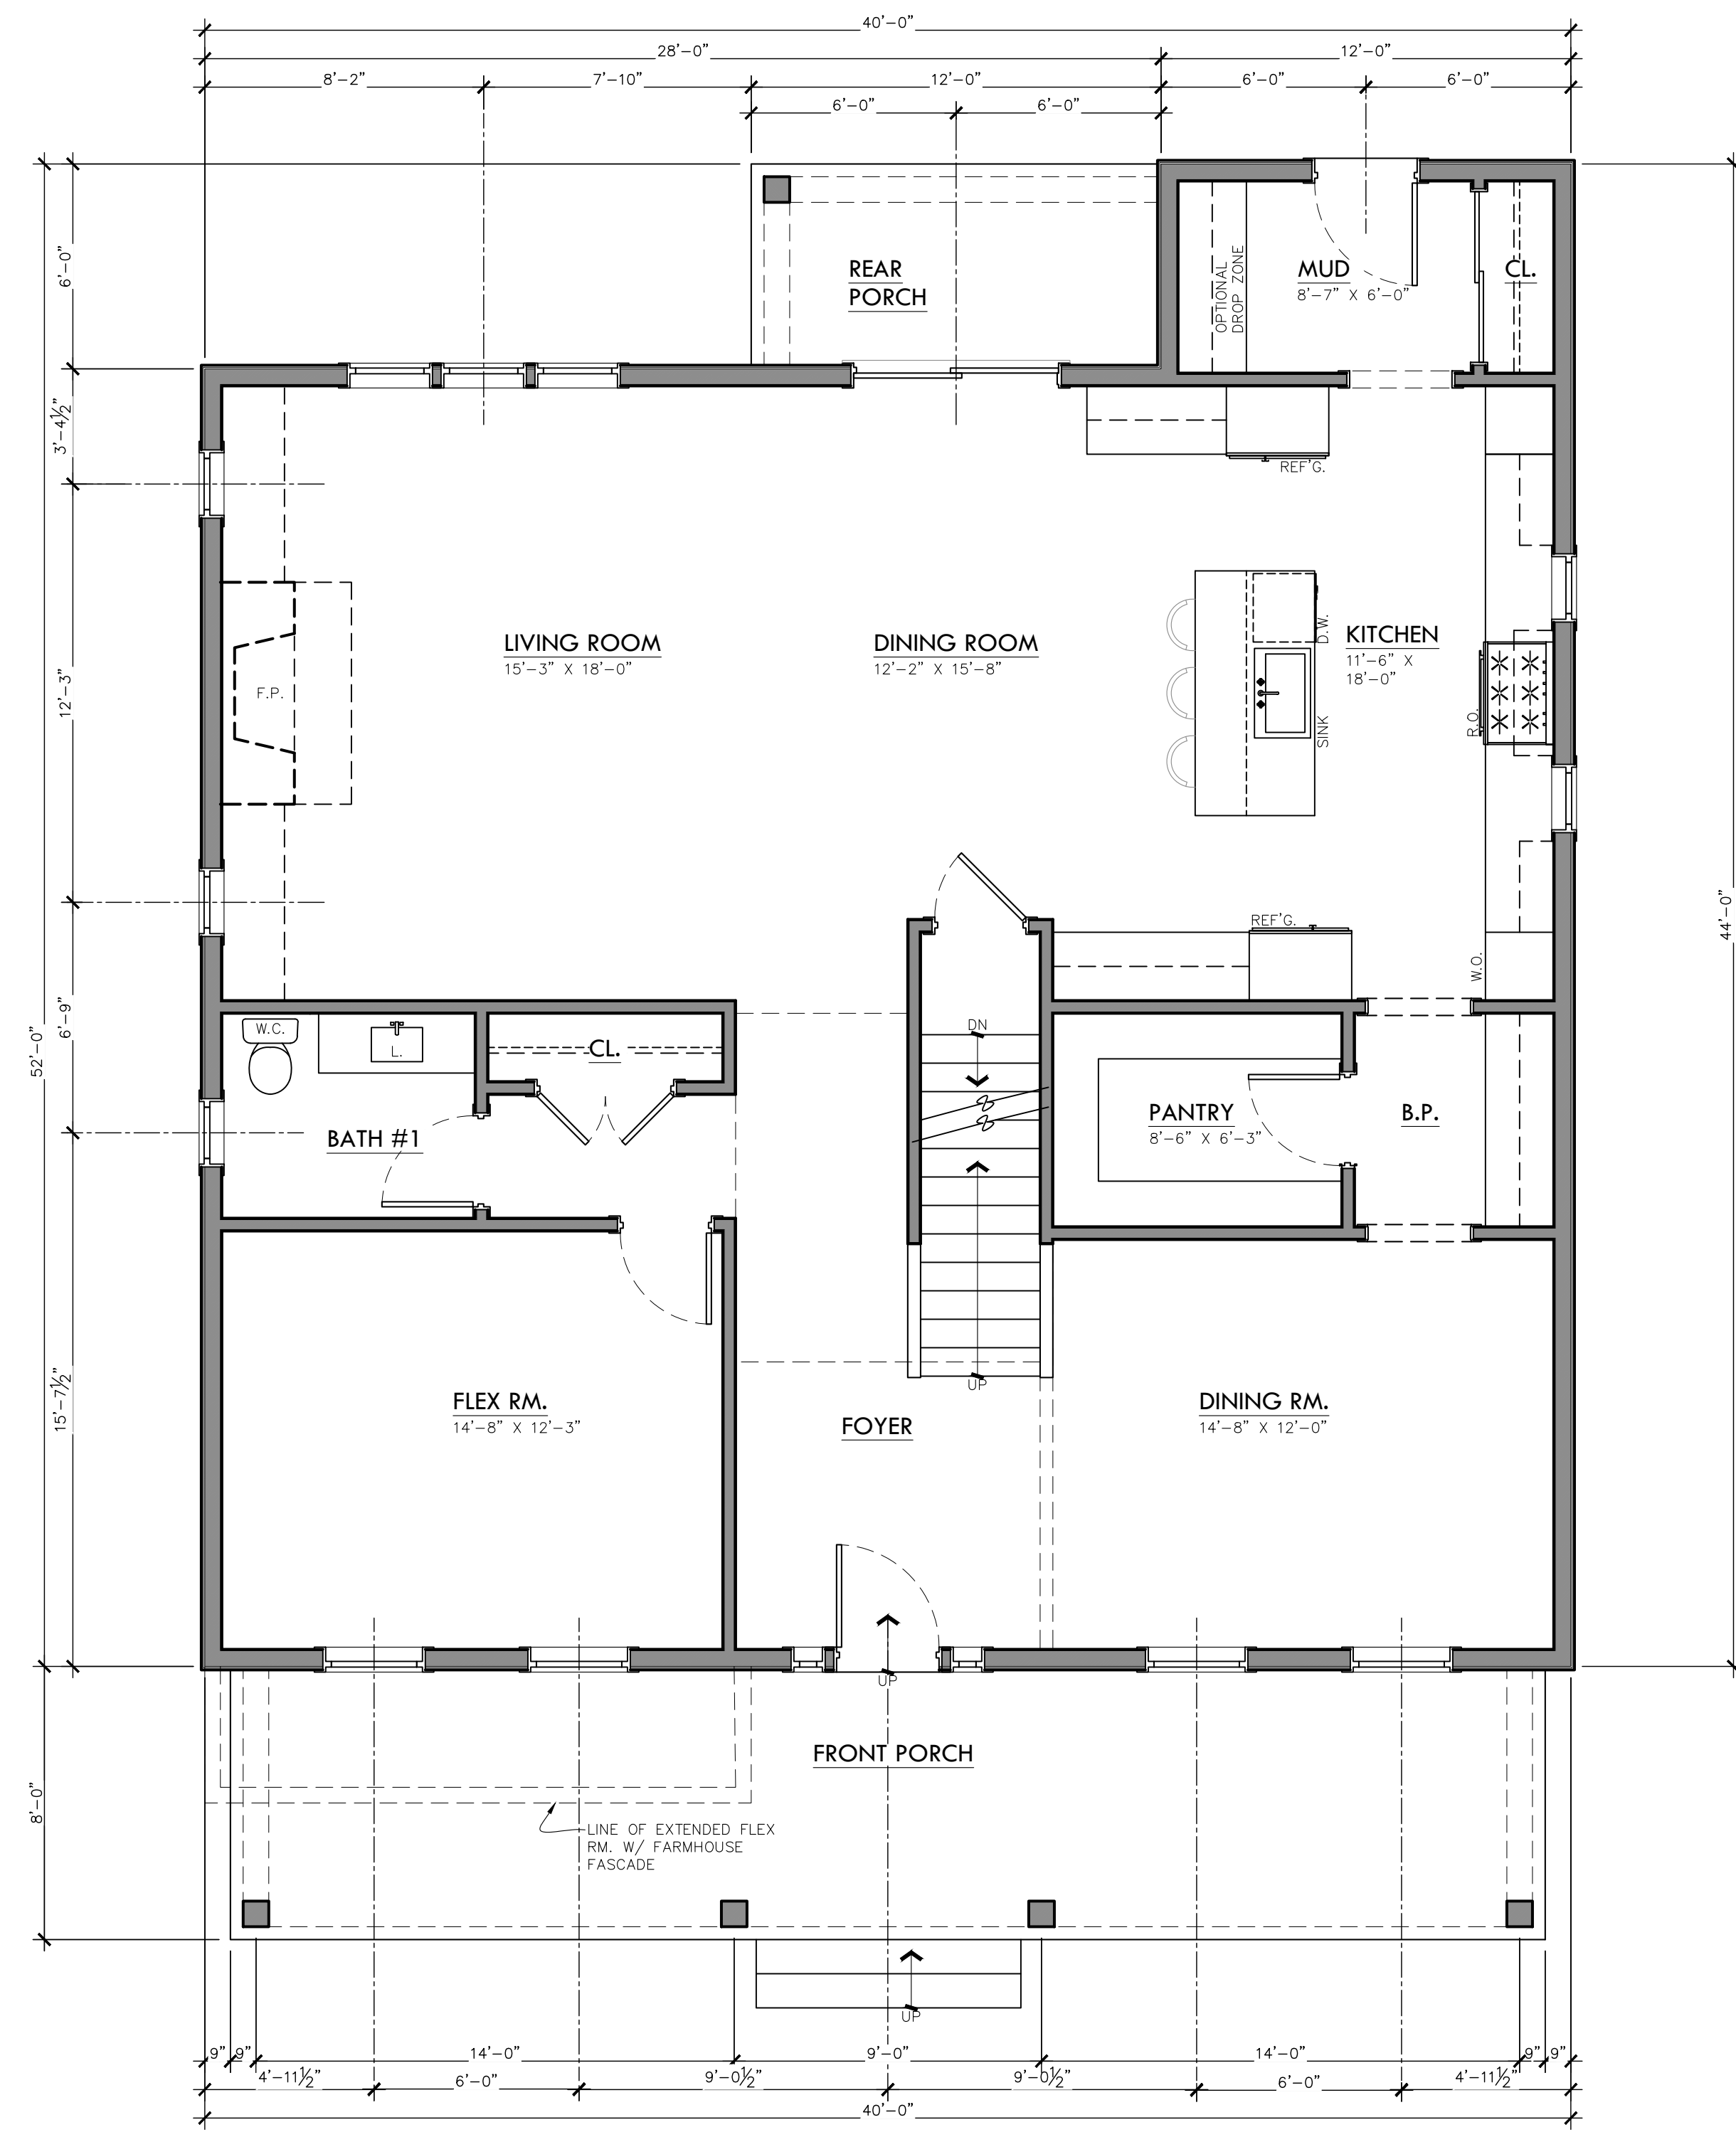 40'-0"
28'-0"
12'-0"
8'-2"
7'-10"
12'-0"
6'-0"
6'-0"
6'-0"
6'-0"
6'-0"
3'-4½"
12'-3"
6'-9"
15'-7½"
52'-0"
8'-0"
44'-0"
REAR
PORCH
OPTIONAL
DROP ZONE
MUD
8'-7" X 6'-0"
CL.
REF'G.
LIVING ROOM
15'-3" X 18'-0"
DINING ROOM
12'-2" X 15'-8"
KITCHEN
11'-6" X
18'-0"
D.W.
SINK
R.O.
F.P.
REF'G.
W.O.
W.C.
L.
CL.
DN
BATH #1
PANTRY
8'-6" X 6'-3"
B.P.
UP
FLEX RM.
14'-8" X 12'-3"
FOYER
DINING RM.
14'-8" X 12'-0"
UP
FRONT PORCH
LINE OF EXTENDED FLEX
RM. W/ FARMHOUSE
FASCADE
UP
9"
9"
14'-0"
9'-0"
14'-0"
9"
9"
4'-11½"
6'-0"
9'-0½"
9'-0½"
6'-0"
4'-11½"
40'-0"